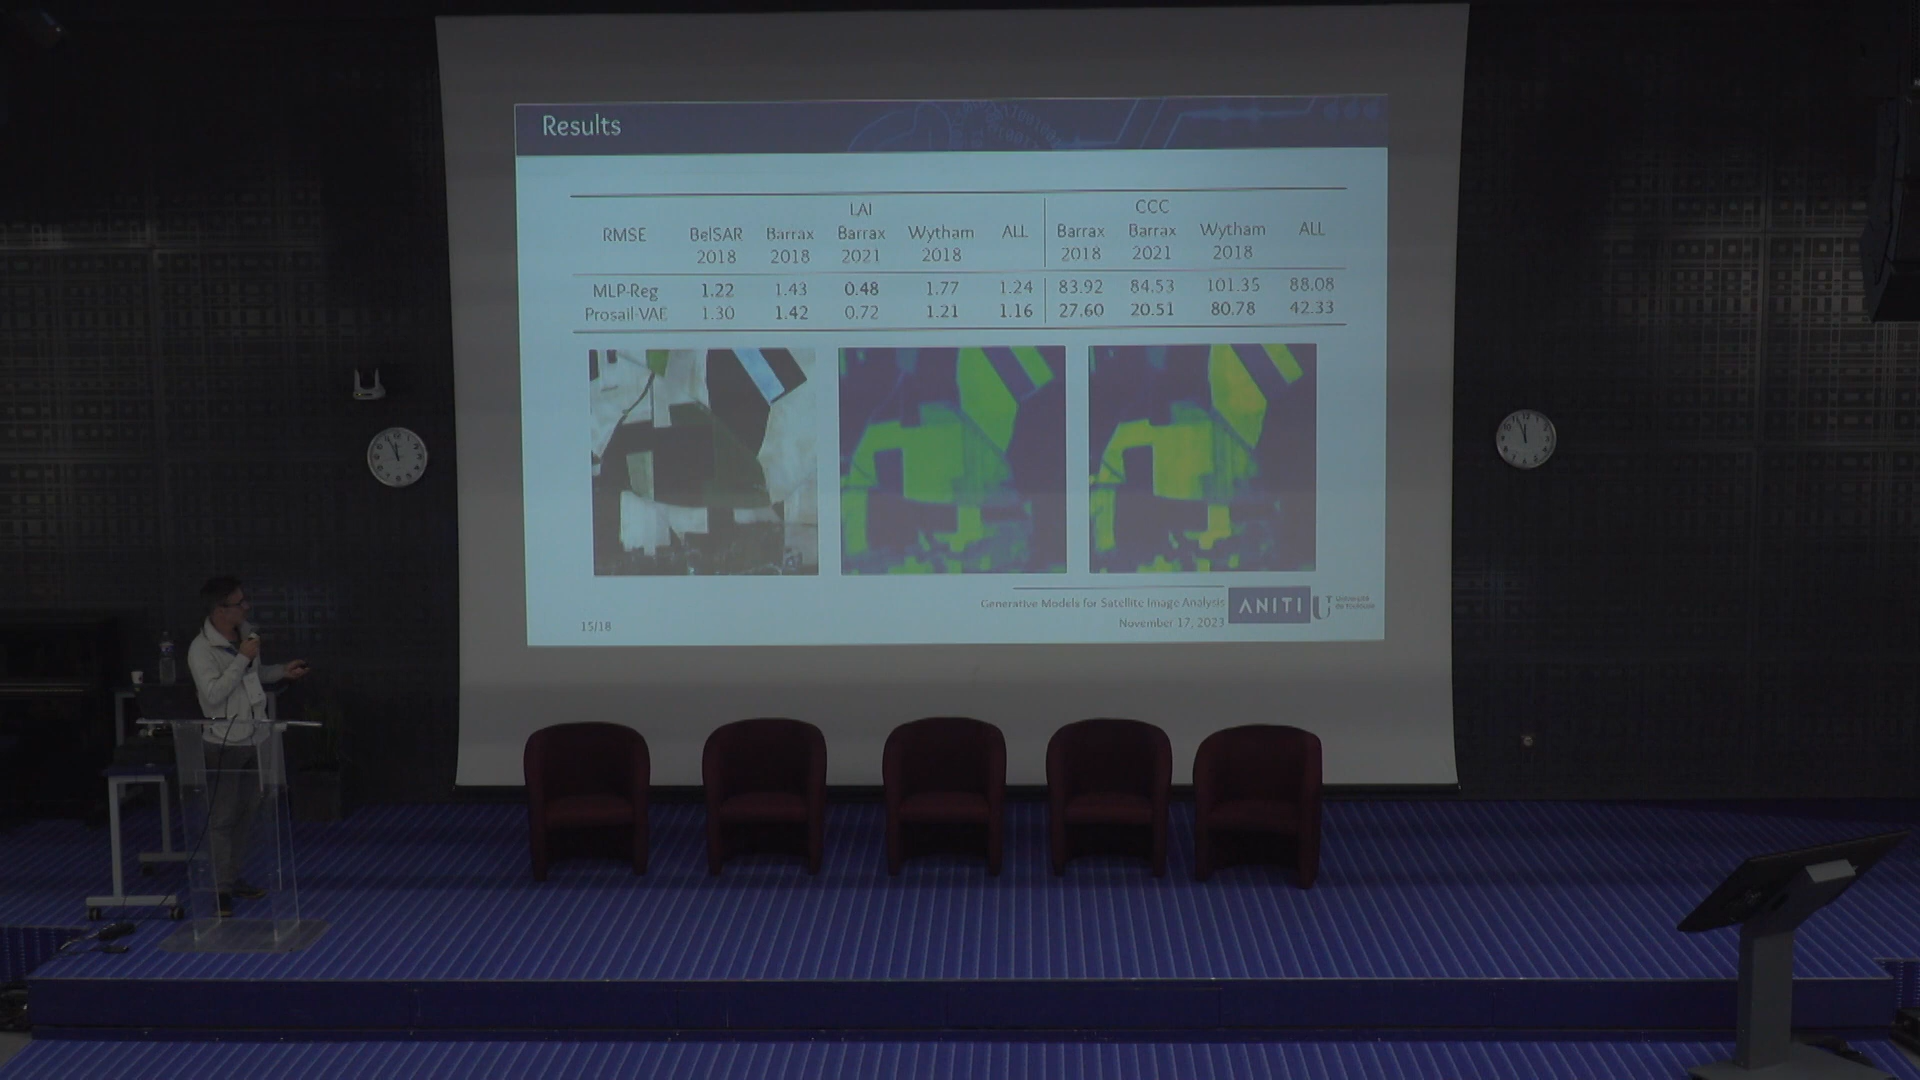 Results
LAI CCC
RMSE BelSAR Barrax Barrax Wytham ALL Barrax Barrax Wytham ALL
2018 2018 2021 2018 2018 2021 2018
MLP-Reg 1.22 1.43 0.48 1.77 1.24 83.92 84.53 101.35 88.08
Prosail-VAE 1.30 1.42 0.72 1.21 1.16 27.60 20.51 80.78 42.33
Generative Models for Satellite Image Analysis
November 17, 2023
ANITI
Université
de Toulouse
15/18